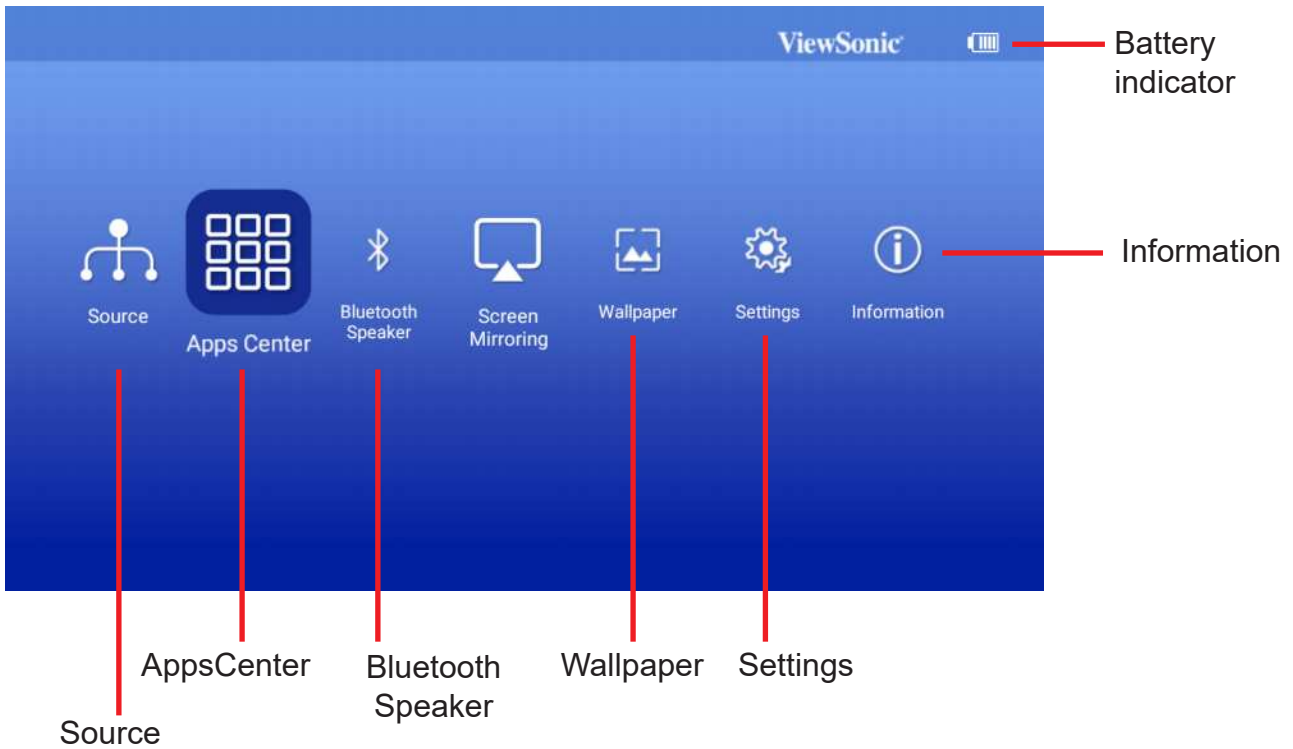 ViewSonic
Battery
indicator
Information
Source
Apps Center
Bluetooth
Speaker
Screen
Mirroring
Wallpaper
Settings
Information
AppsCenter
Bluetooth
Speaker
Wallpaper
Settings
Source